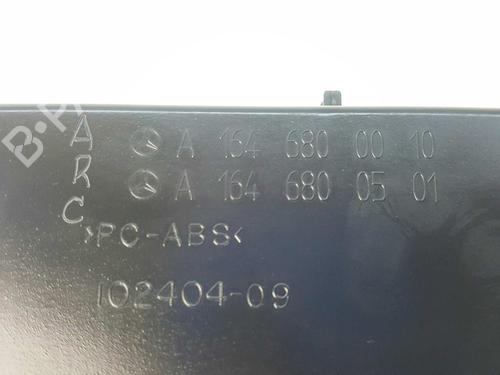 A A 164 680 00 10
R A 164 680 05 01
C >PC-ABS<
102404-09
B-P